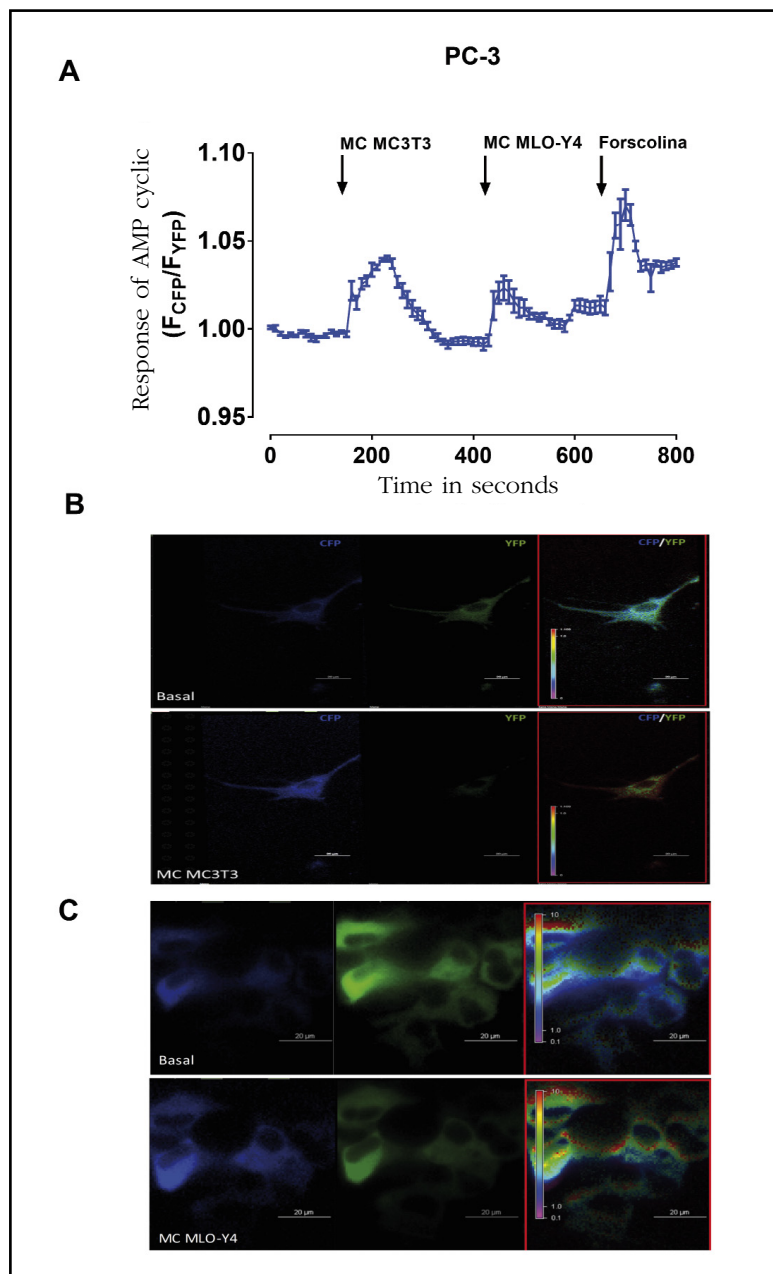 PC-3
A
MC MC3T3
MC MLO-Y4
Forscolina
Response of AMP cyclic
(FCFP/FYFP)
1.10
1.05
1.00
0.95
0
200
400
600
800
Time in seconds
B
CFP
YFP
CFP/YFP
Basal
CFP
YFP
CFP/YFP
MC MC3T3
C
10
1.0
0.1
20 µm
20 µm
20 µm
Basal
10
1.0
0.1
20 µm
20 µm
20 µm
MC MLO-Y4